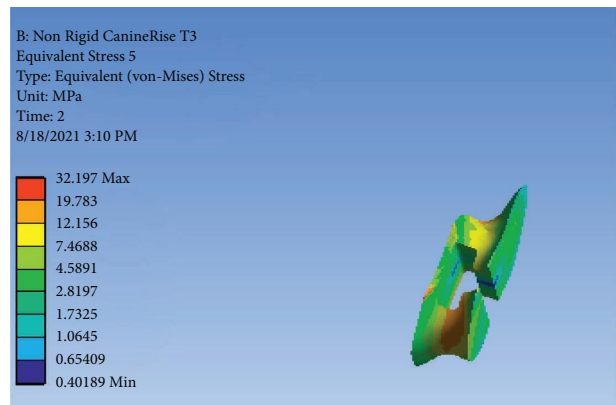 B: Non Rigid CanineRise T3
Equivalent Stress 5
Type: Equivalent (von-Mises) Stress
Unit: MPa
Time: 2
8/18/2021 3:10 PM
32.197 Max
19.783
12.156
7.4688
4.5891
2.8197
1.7325
1.0645
0.65409
0.40189 Min